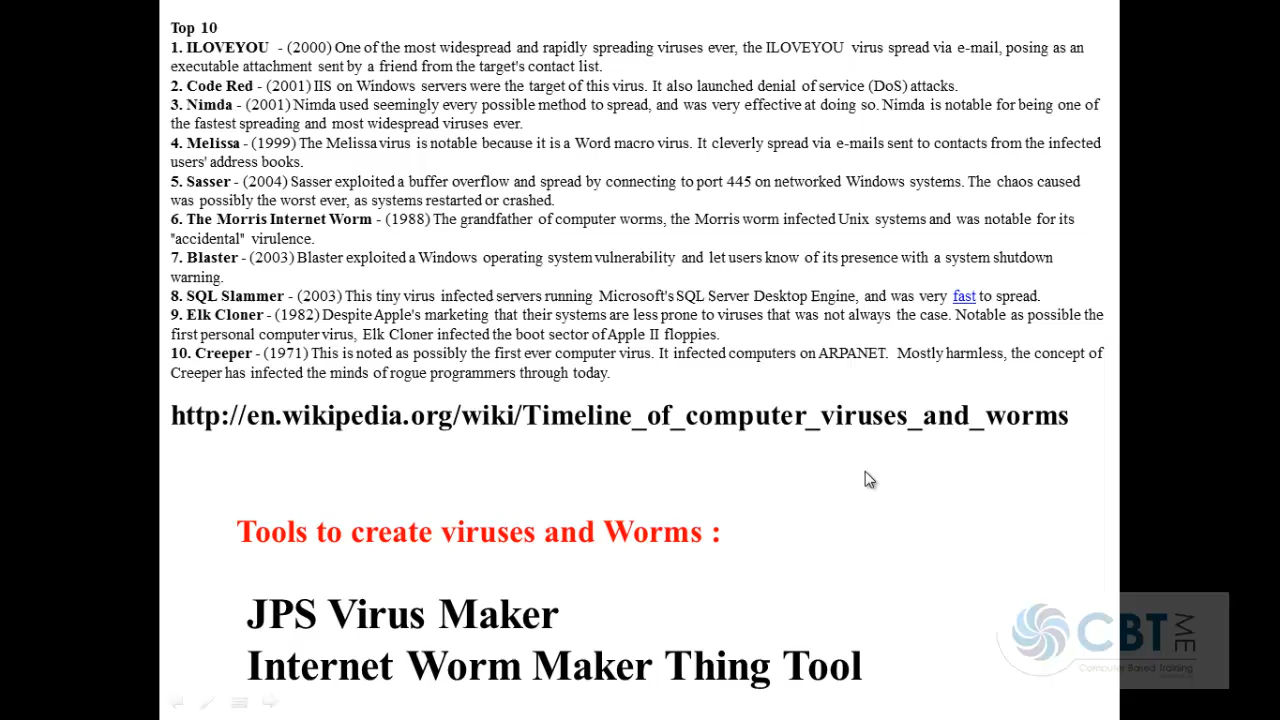 Top 10
1. ILOVEYOU - (2000) One of the most widespread and rapidly spreading viruses ever, the ILOVEYOU virus spread via e-mail, posing as an
executable attachment sent by a friend from the target's contact list.
2. Code Red - (2001) IIS on Windows servers were the target of this virus. It also launched denial of service (DoS) attacks.
3. Nimda - (2001) Nimda used seemingly every possible method to spread, and was very effective at doing so. Nimda is notable for being one of
the fastest spreading and most widespread viruses ever.
4. Melissa - (1999) The Melissa virus is notable because it is a Word macro virus. It cleverly spread via e-mails sent to contacts from the infected
users' address books.
5. Sasser - (2004) Sasser exploited a buffer overflow and spread by connecting to port 445 on networked Windows systems. The chaos caused
was possibly the worst ever, as systems restarted or crashed.
6. The Morris Internet Worm - (1988) The grandfather of computer worms, the Morris worm infected Unix systems and was notable for its
"accidental" virulence.
7. Blaster - (2003) Blaster exploited a Windows operating system vulnerability and let users know of its presence with a system shutdown
warning.
8. SQL Slammer - (2003) This tiny virus infected servers running Microsoft's SQL Server Desktop Engine, and was very fast to spread.
9. Elk Cloner - (1982) Despite Apple's marketing that their systems are less prone to viruses that was not always the case. Notable as possible the
first personal computer virus, Elk Cloner infected the boot sector of Apple II floppies.
10. Creeper - (1971) This is noted as possibly the first ever computer virus. It infected computers on ARPANET. Mostly harmless, the concept of
Creeper has infected the minds of rogue programmers through today.
http://en.wikipedia.org/wiki/Timeline_of_computer_viruses_and_worms
Tools to create viruses and Worms :
JPS Virus Maker
Internet Worm Maker Thing Tool
CBT ME
Computer Based Training